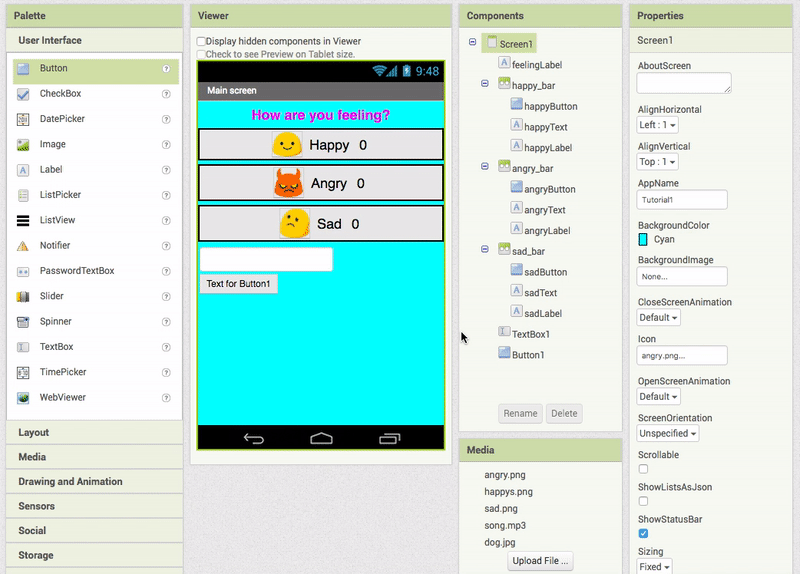 Palette
User Interface
Button
CheckBox
DatePicker
Image
Label
ListPicker
ListView
Notifier
PasswordTextBox
Slider
Spinner
TextBox
TimePicker
WebViewer
Layout
Media
Drawing and Animation
Sensors
Social
Storage
Viewer
Display hidden components in Viewer
Check to see Preview on Tablet size.
9:48
Main screen
How are you feeling?
Happy 0
Angry 0
Sad 0
Text for Button1
Components
Screen1
feelingLabel
happy_bar
happyButton
happyText
happyLabel
angry_bar
angryButton
angryText
angryLabel
sad_bar
sadButton
sadText
sadLabel
TextBox1
Button1
Rename Delete
Media
angry.png
happys.png
sad.png
song.mp3
dog.jpg
Upload File ...
Properties
Screen1
AboutScreen
AlignHorizontal
Left : 1
AlignVertical
Top : 1
AppName
Tutorial1
BackgroundColor
Cyan
BackgroundImage
None...
CloseScreenAnimation
Default
Icon
angry.png...
OpenScreenAnimation
Default
ScreenOrientation
Unspecified
Scrollable
ShowListsAsJson
ShowStatusBar
Sizing
Fixed